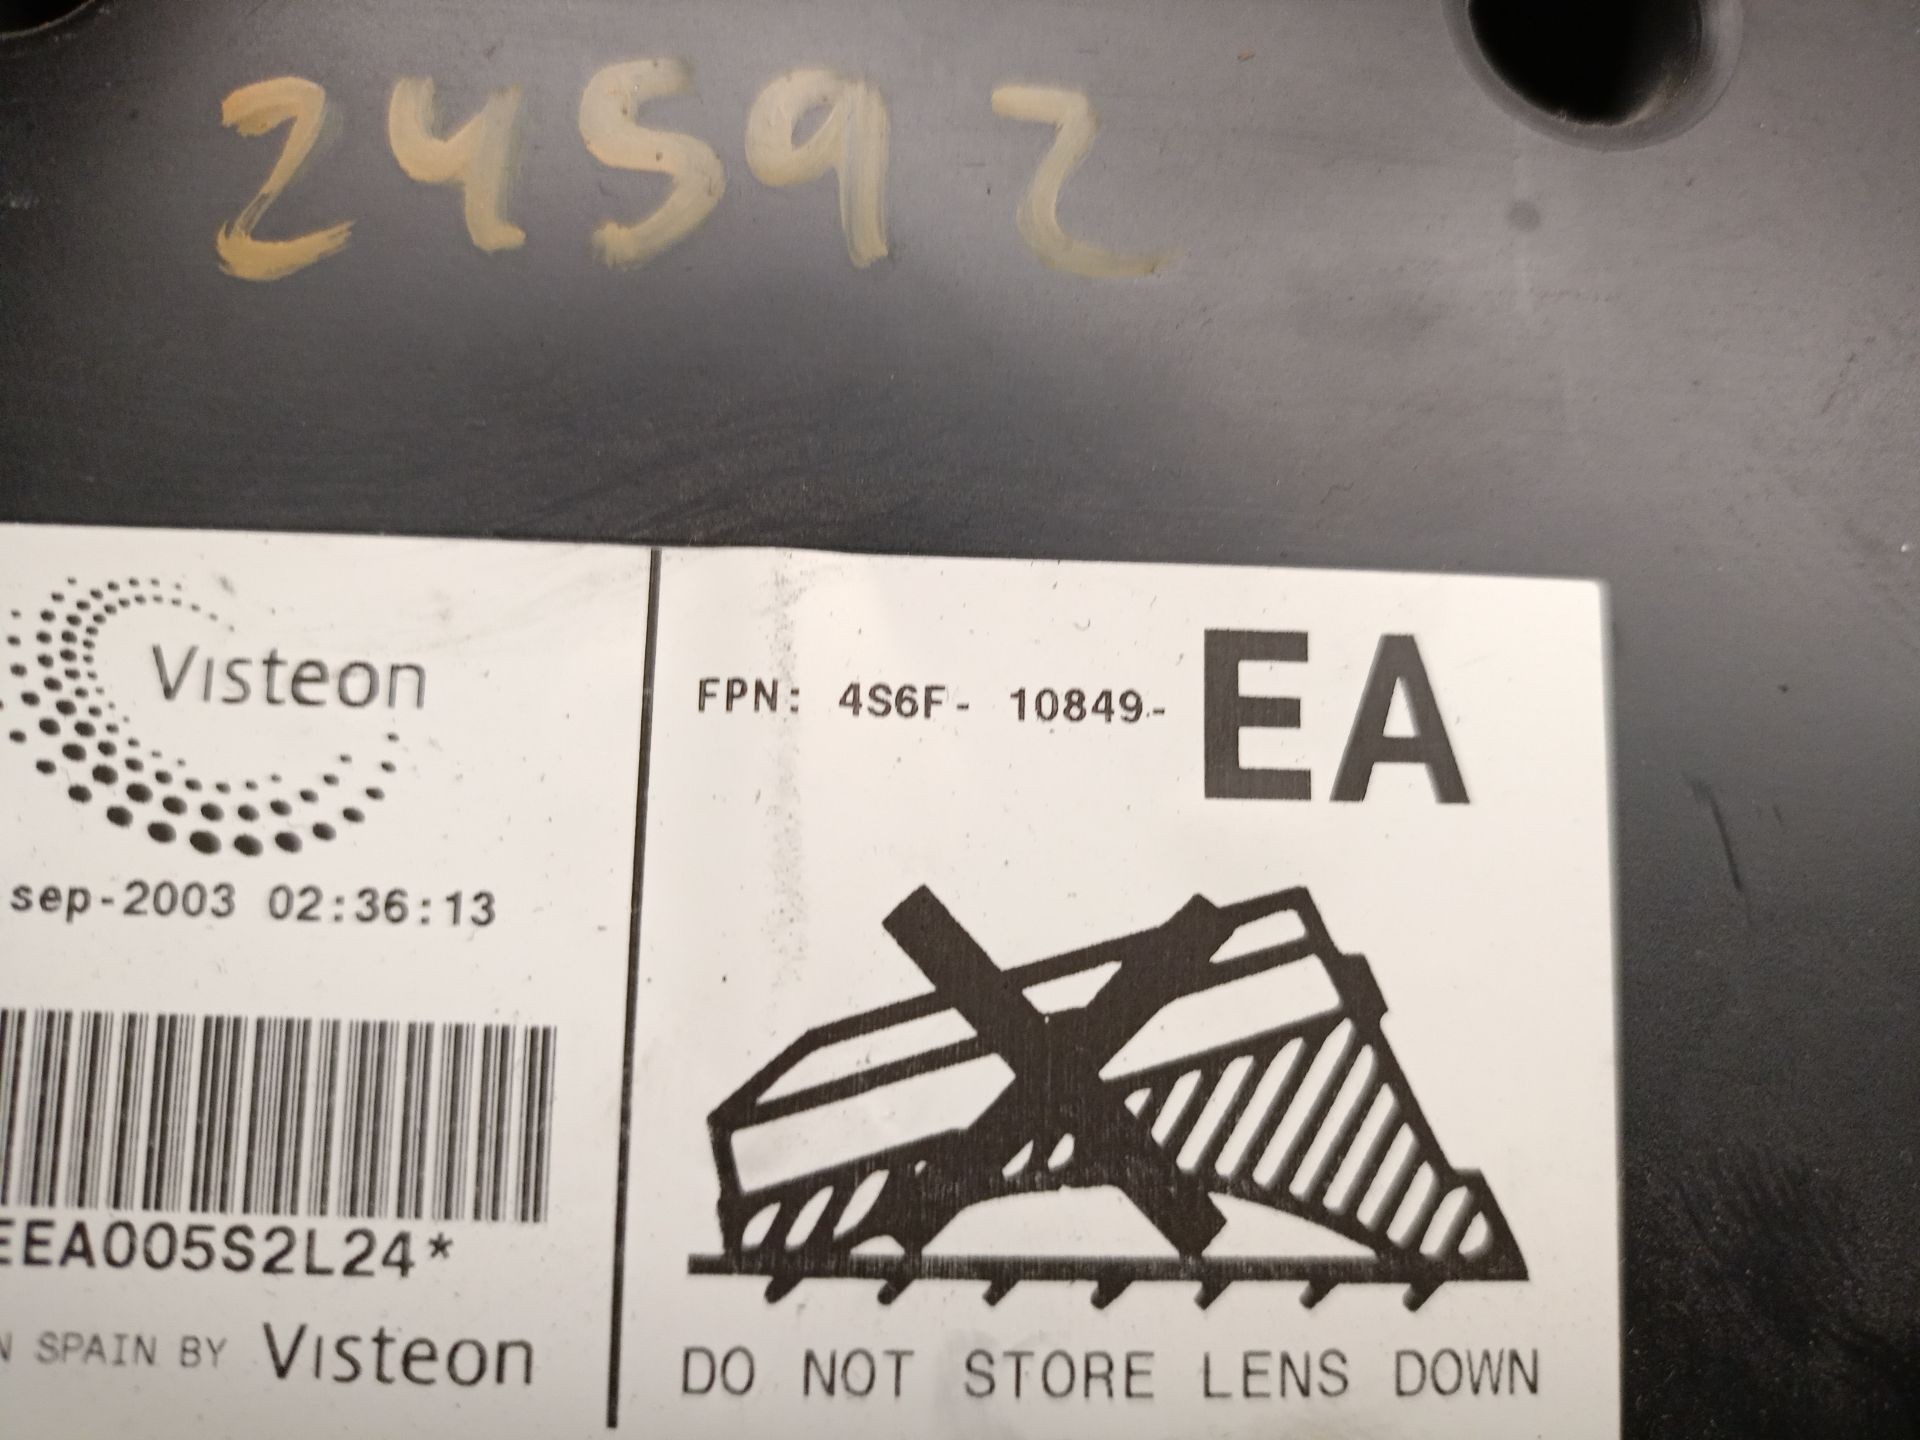 24592
Visteon
FPN: 4S6F- 10849- EA
sep-2003 02:36:13
EEA005S2L24*
N SPAIN BY Visteon
DO NOT STORE LENS DOWN